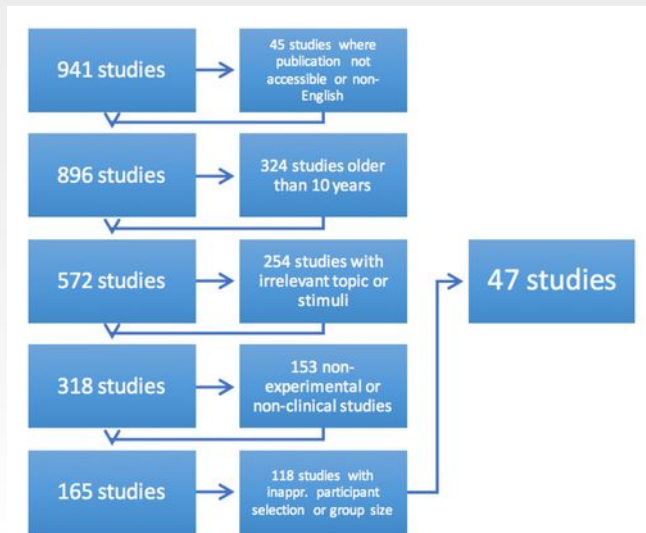 941 studies
45 studies where
publication not
accessible or non-
English
896 studies
324 studies older
than 10 years
572 studies
254 studies with
irrelevant topic or
stimuli
318 studies
153 non-
experimental or
non-clinical studies
165 studies
118 studies with
inappr. participant
selection or group size
47 studies